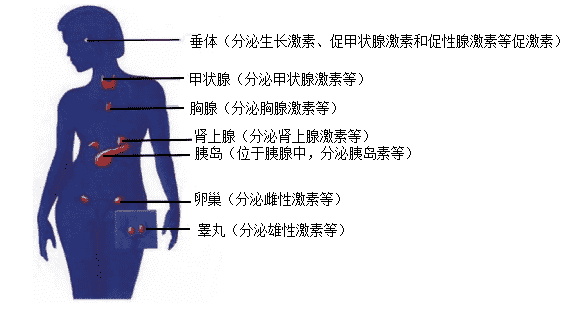 垂体（分泌生长激素、促甲状腺激素和促性腺激素等促激素）
甲状腺（分泌甲状腺激素等）
胸腺（分泌胸腺激素等）
肾上腺（分泌肾上腺激素等）
胰岛（位于胰腺中，分泌胰岛素等）
卵巢（分泌雌性激素等）
睾丸（分泌雄性激素等）